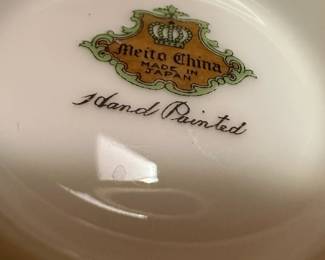 Meito China
MADE IN
JAPAN
Hand Painted